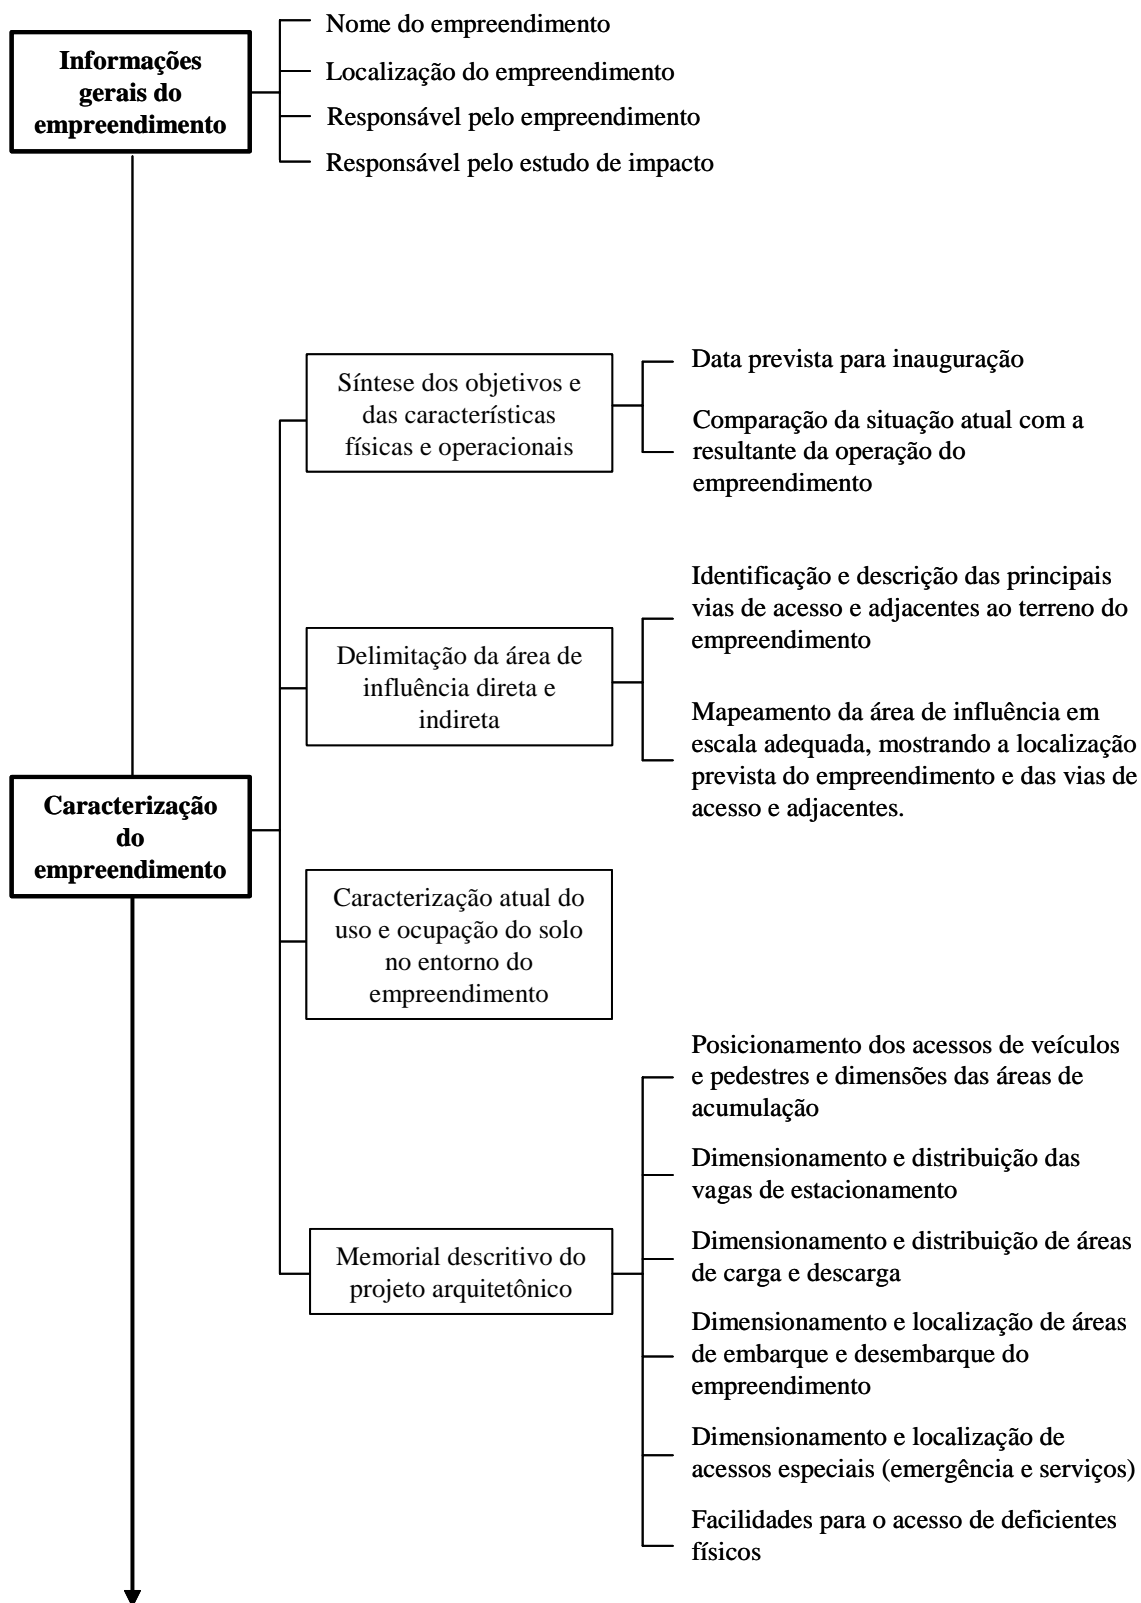 Informações
gerais do
empreendimento
Nome do empreendimento
Localização do empreendimento
Responsável pelo empreendimento
Responsável pelo estudo de impacto
Caracterização
do
empreendimento
Síntese dos objetivos e
das características
físicas e operacionais
Data prevista para inauguração
Comparação da situação atual com a
resultante da operação do
empreendimento
Delimitação da área de
influência direta e
indireta
Identificação e descrição das principais
vias de acesso e adjacentes ao terreno do
empreendimento
Mapeamento da área de influência em
escala adequada, mostrando a localização
prevista do empreendimento e das vias de
acesso e adjacentes.
Caracterização atual do
uso e ocupação do solo
no entorno do
empreendimento
Memorial descritivo do
projeto arquitetônico
Posicionamento dos acessos de veículos
e pedestres e dimensões das áreas de
acumulação
Dimensionamento e distribuição das
vagas de estacionamento
Dimensionamento e distribuição de áreas
de carga e descarga
Dimensionamento e localização de áreas
de embarque e desembarque do
empreendimento
Dimensionamento e localização de
acessos especiais (emergência e serviços)
Facilidades para o acesso de deficientes
físicos